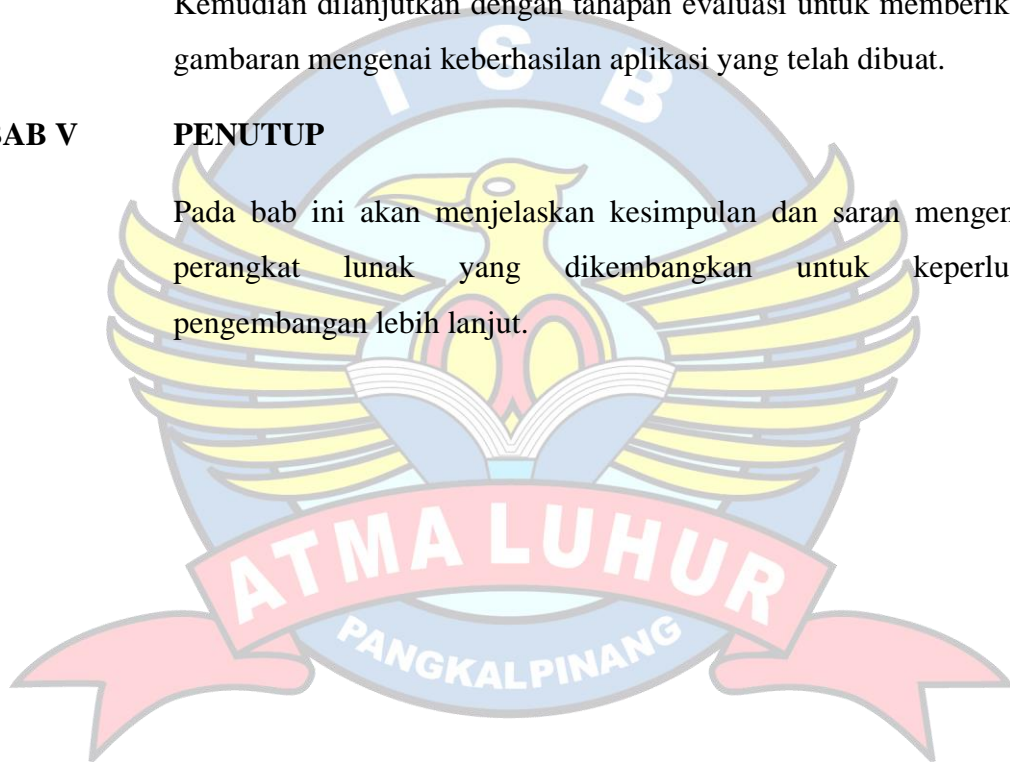 Kemudian dilanjutkan dengan tahapan evaluasi untuk memberik
gambaran mengenai keberhasilan aplikasi yang telah dibuat.
BAB V PENUTUP
Pada bab ini akan menjelaskan kesimpulan dan saran mengen
perangkat lunak yang dikembangkan untuk keperlu
pengembangan lebih lanjut.
I S B
ATMA LUHUR
PANGKALPINANG